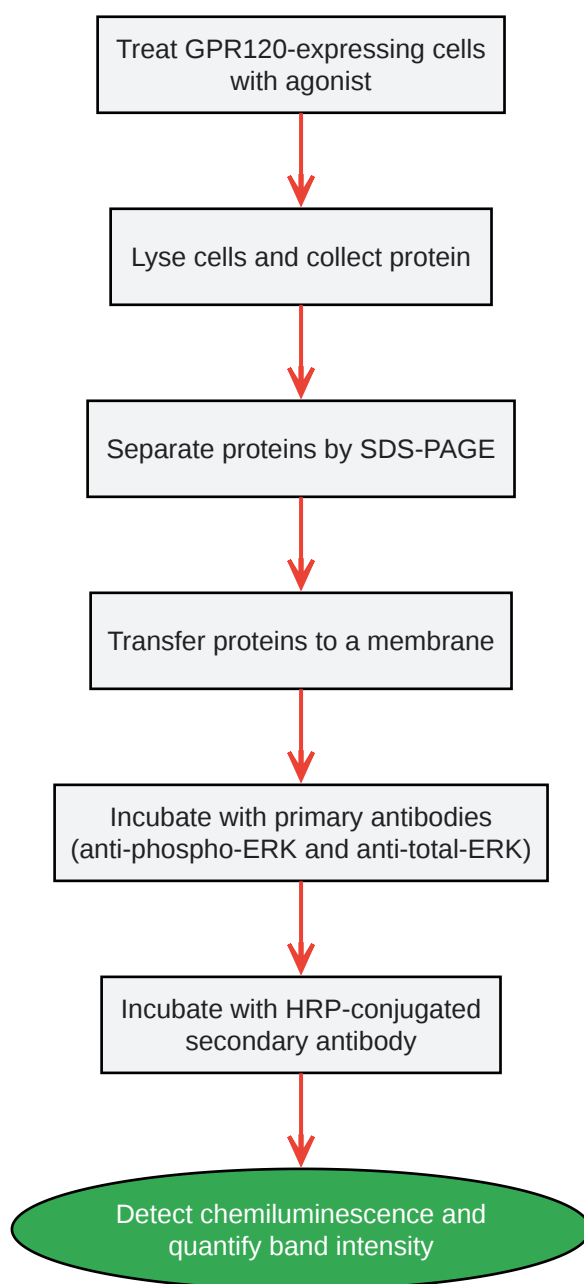 Treat GPR120-expressing cells
with agonist
Lyse cells and collect protein
Separate proteins by SDS-PAGE
Transfer proteins to a membrane
Incubate with primary antibodies
(anti-phospho-ERK and anti-total-ERK)
Incubate with HRP-conjugated
secondary antibody
Detect chemiluminescence and
quantify band intensity